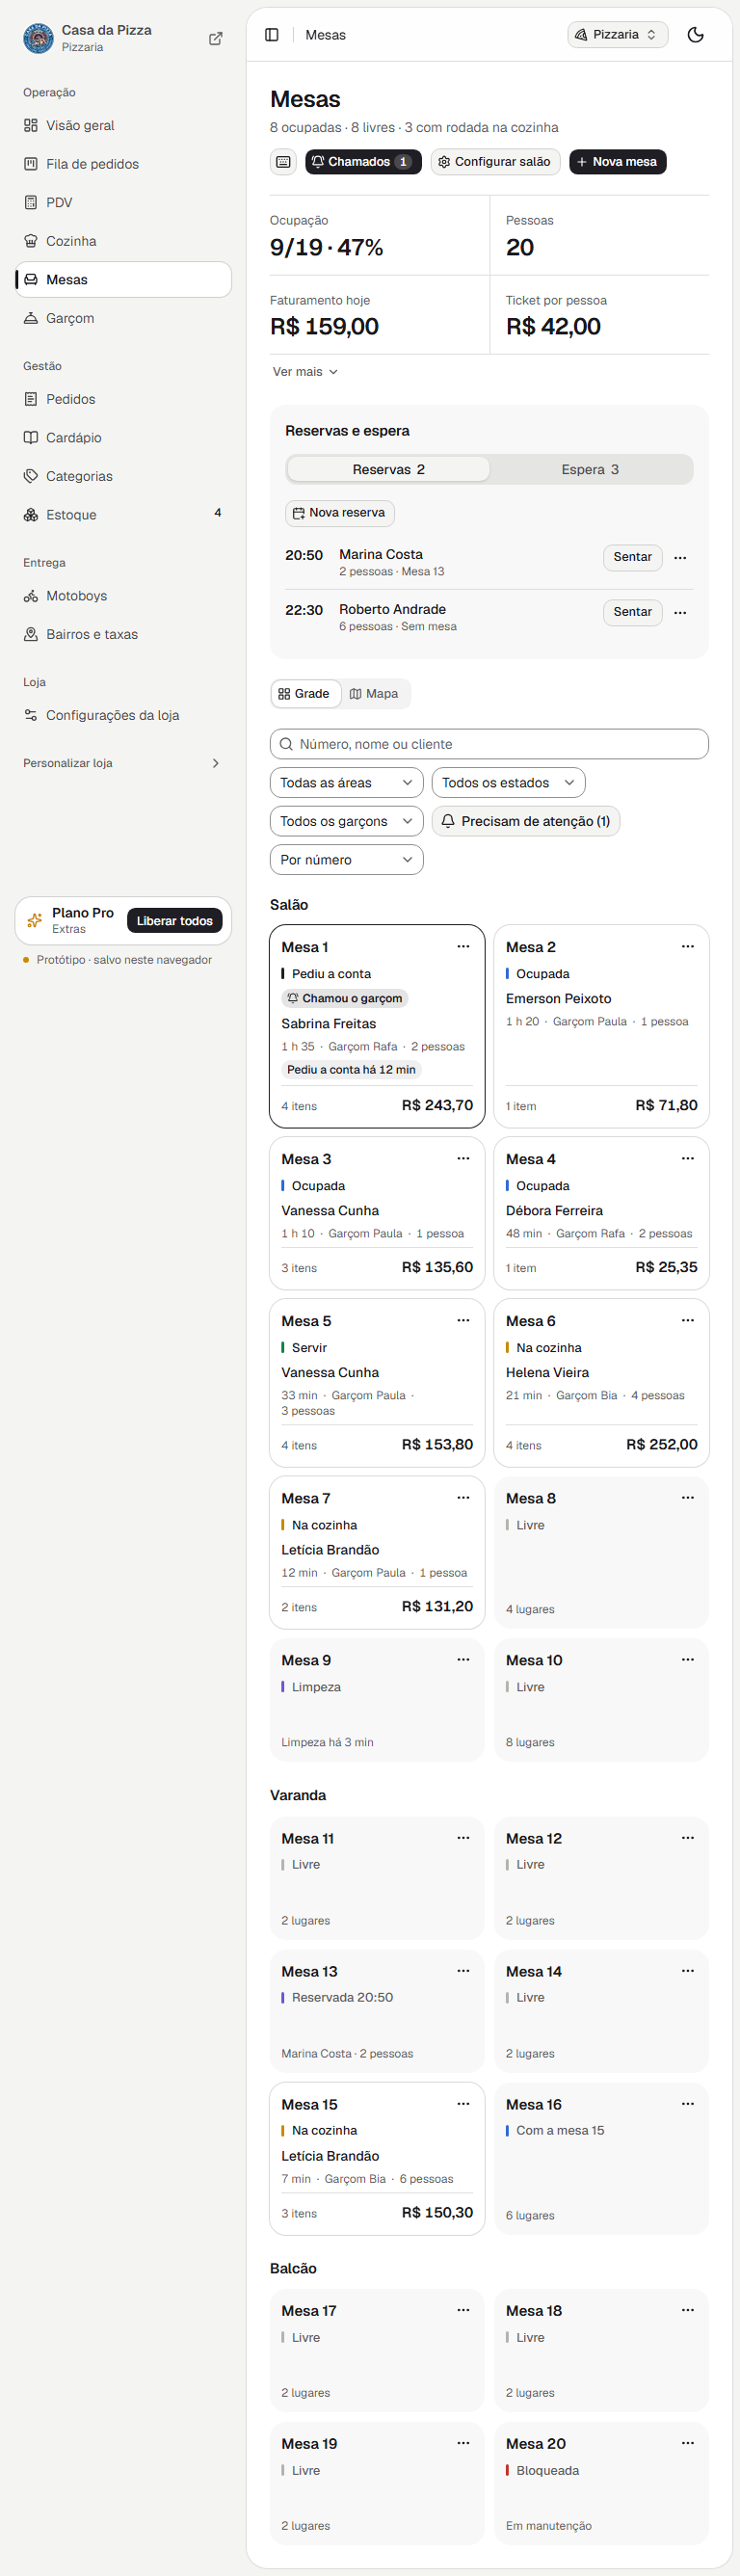 Casa da Pizza
Pizzaria
Operação
Visão geral
Fila de pedidos
PDV
Cozinha
Mesas
Garçom
Gestão
Pedidos
Cardápio
Categorias
Estoque 4
Entrega
Motoboys
Bairros e taxas
Loja
Configurações da loja
Personalizar loja
Plano Pro
Extras
Liberar todos
Protótipo · salvo neste navegador
Mesas
Pizzaria
Mesas
8 ocupadas · 8 livres · 3 com rodada na cozinha
Chamados 1
Configurar salão
Nova mesa
Ocupação
9/19 · 47%
Pessoas
20
Faturamento hoje
R$ 159,00
Ticket por pessoa
R$ 42,00
Ver mais
Reservas e espera
Reservas 2
Espera 3
Nova reserva
20:50 Marina Costa
2 pessoas · Mesa 13
Sentar
22:30 Roberto Andrade
6 pessoas · Sem mesa
Sentar
Grade
Mapa
Número, nome ou cliente
Todas as áreas
Todos os estados
Todos os garçons
Precisam de atenção (1)
Por número
Salão
Mesa 1
Pediu a conta
Chamou o garçom
Sabrina Freitas
1 h 35 · Garçom Rafa · 2 pessoas
Pediu a conta há 12 min
4 itens R$ 243,70
Mesa 2
Ocupada
Emerson Peixoto
1 h 20 · Garçom Paula · 1 pessoa
1 item R$ 71,80
Mesa 3
Ocupada
Vanessa Cunha
1 h 10 · Garçom Paula · 1 pessoa
3 itens R$ 135,60
Mesa 4
Ocupada
Débora Ferreira
48 min · Garçom Rafa · 2 pessoas
1 item R$ 25,35
Mesa 5
Servir
Vanessa Cunha
33 min · Garçom Paula ·
3 pessoas
4 itens R$ 153,80
Mesa 6
Na cozinha
Helena Vieira
21 min · Garçom Bia · 4 pessoas
4 itens R$ 252,00
Mesa 7
Na cozinha
Letícia Brandão
12 min · Garçom Paula · 1 pessoa
2 itens R$ 131,20
Mesa 8
Livre
4 lugares
Mesa 9
Limpeza
Limpeza há 3 min
Mesa 10
Livre
8 lugares
Varanda
Mesa 11
Livre
2 lugares
Mesa 12
Livre
2 lugares
Mesa 13
Reservada 20:50
Marina Costa · 2 pessoas
Mesa 14
Livre
2 lugares
Mesa 15
Na cozinha
Letícia Brandão
7 min · Garçom Bia · 6 pessoas
3 itens R$ 150,30
Mesa 16
Com a mesa 15
6 lugares
Balcão
Mesa 17
Livre
2 lugares
Mesa 18
Livre
2 lugares
Mesa 19
Livre
2 lugares
Mesa 20
Bloqueada
Em manutenção